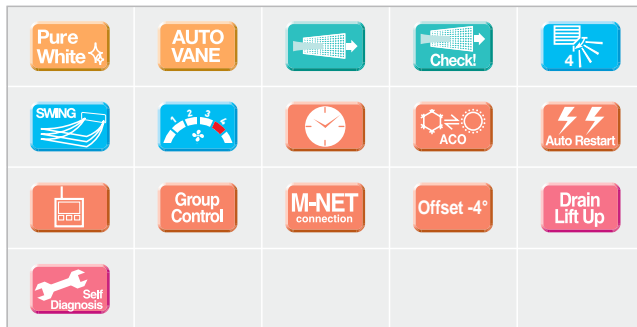 Pure
White
AUTO
VANE
Check!
4
SWING
1 2 3 4
ACO
Auto Restart
Group
Control
M-NET
connection
Offset -4°
Drain
Lift Up
Self
Diagnosis